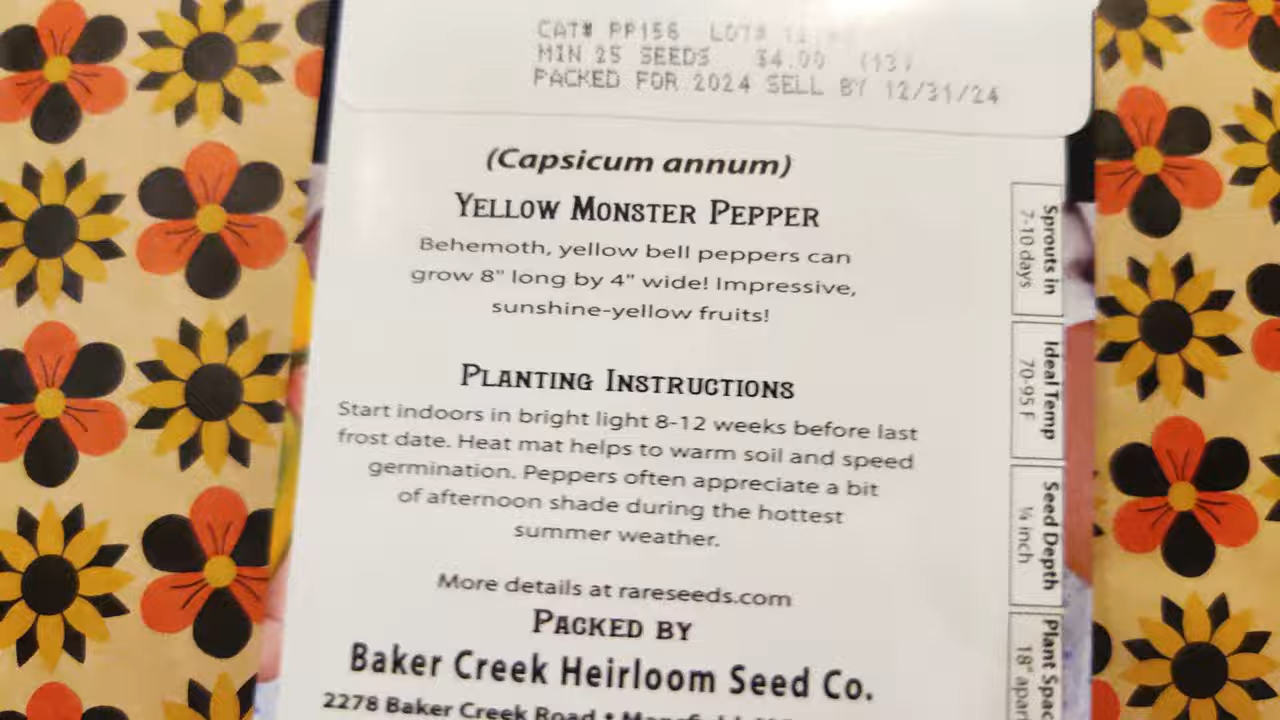 CAT# PP156 LOT#
MIN 25 SEEDS $4.00 (13)
PACKED FOR 2024 SELL BY 12/31/24
(Capsicum annum)
YELLOW MONSTER PEPPER
Behemoth, yellow bell peppers can
grow 8" long by 4" wide! Impressive,
sunshine-yellow fruits!
PLANTING INSTRUCTIONS
Start indoors in bright light 8-12 weeks before last
frost date. Heat mat helps to warm soil and speed
germination. Peppers often appreciate a bit
of afternoon shade during the hottest
summer weather.
More details at rareseeds.com
PACKED BY
Baker Creek Heirloom Seed Co.
2278 Baker Creek Road •
Sprouts in
7-10 days
Ideal Temp
70-95 F
Seed Depth
¼ inch
Plant Spac
18" apart